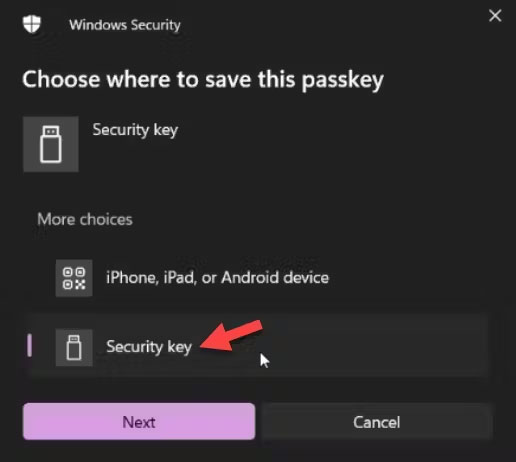 Windows Security
Choose where to save this passkey
Security key
More choices
iPhone, iPad, or Android device
Security key
Next
Cancel